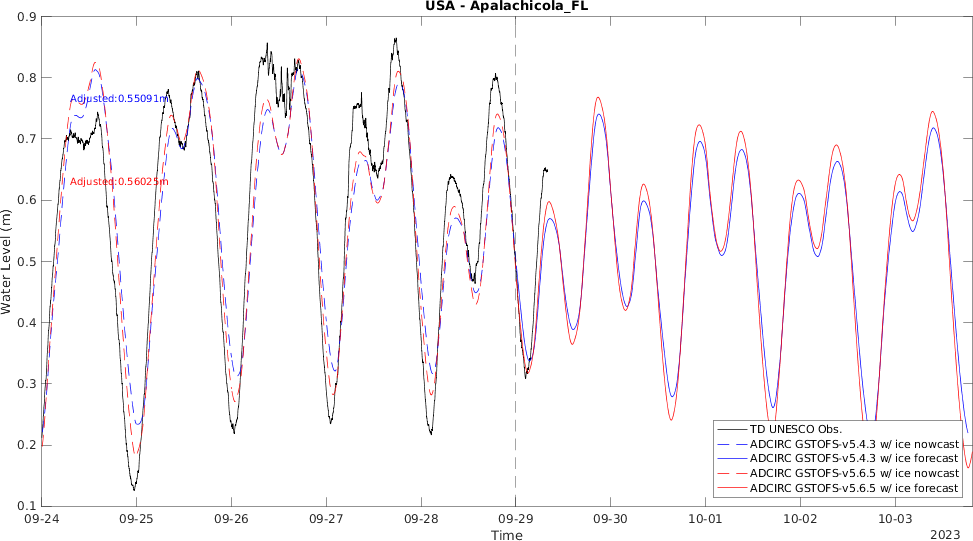 USA - Apalachicola_FL
0.9
0.8
0.7
0.6
0.5
0.4
0.3
0.2
0.1
Water Level (m)
Adjusted:0.55091m
Adjusted:0.56025m
TD UNESCO Obs.
ADCIRC GSTOFS-v5.4.3 w/ ice nowcast
ADCIRC GSTOFS-v5.4.3 w/ ice forecast
ADCIRC GSTOFS-v5.6.5 w/ ice nowcast
ADCIRC GSTOFS-v5.6.5 w/ ice forecast
09-24 09-25 09-26 09-27 09-28 09-29 09-30 10-01 10-02 10-03
Time
2023